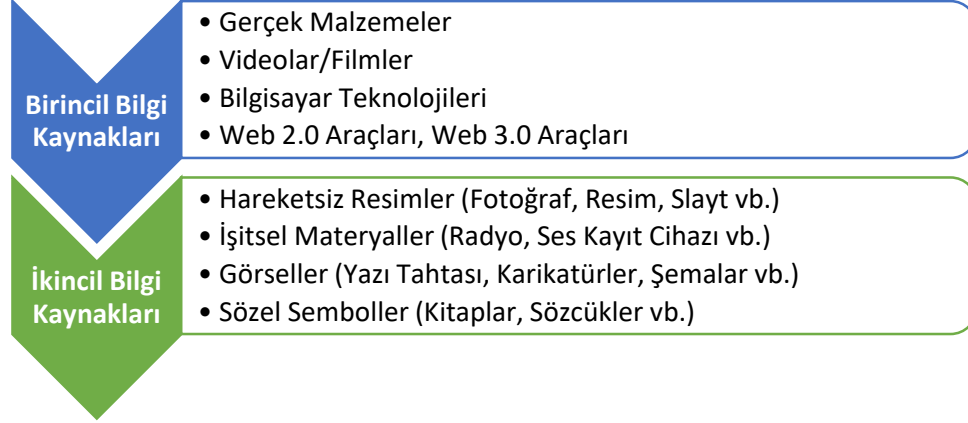 Birincil Bilgi
Kaynakları
• Gerçek Malzemeler
• Videolar/Filmler
• Bilgisayar Teknolojileri
• Web 2.0 Araçları, Web 3.0 Araçları
İkincil Bilgi
Kaynakları
• Hareketsiz Resimler (Fotoğraf, Resim, Slayt vb.)
• İşitsel Materyaller (Radyo, Ses Kayıt Cihazı vb.)
• Görseller (Yazı Tahtası, Karikatürler, Şemalar vb.)
• Sözel Semboller (Kitaplar, Sözcükler vb.)